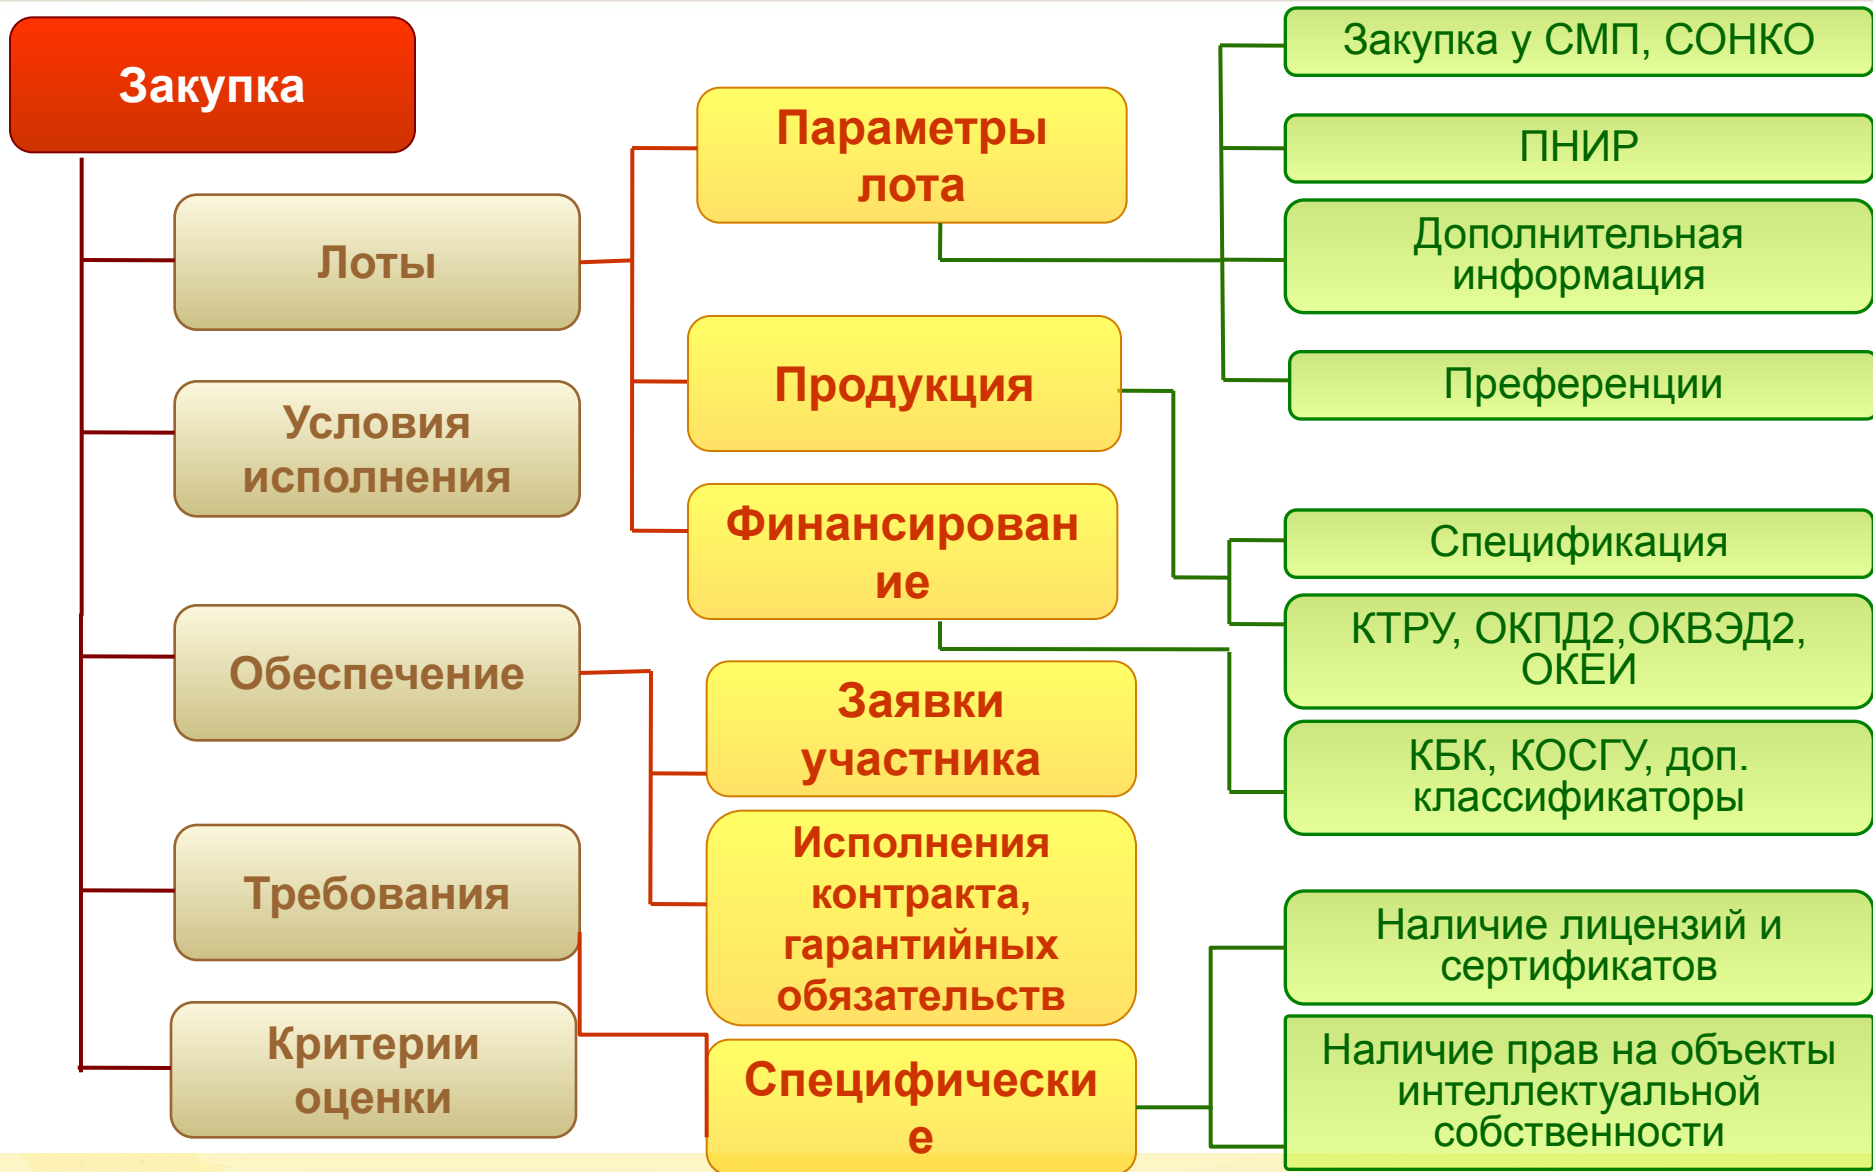 Закупка
Лоты
Условия
исполнения
Обеспечение
Требования
Критерии
оценки
Параметры
лота
Продукция
Финансирован
ие
Заявки
участника
Исполнения
контракта,
гарантийных
обязательств
Специфически
е
Закупка у СМП, СОНКО
ПНИР
Дополнительная
информация
Преференции
Спецификация
КТРУ, ОКПД2,ОКВЭД2,
ОКЕИ
КБК, КОСГУ, доп.
классификаторы
Наличие лицензий и
сертификатов
Наличие прав на объекты
интеллектуальной
собственности